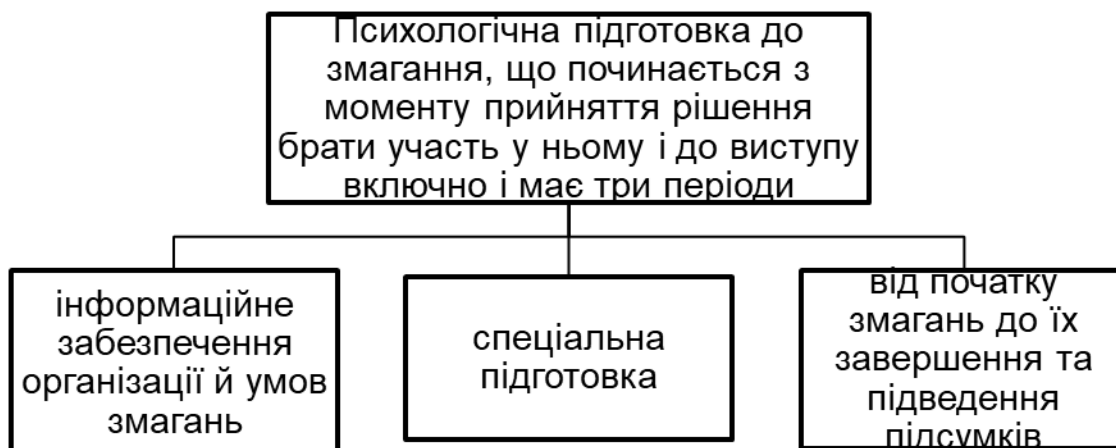 Психологічна підготовка до
змагання, що починається з
моменту прийняття рішення
брати участь у ньому і до виступу
включно і має три періоди
інформаційне
забезпечення
організації й умов
змагань
спеціальна
підготовка
від початку
змагань до їх
завершення та
підведення
підсумків